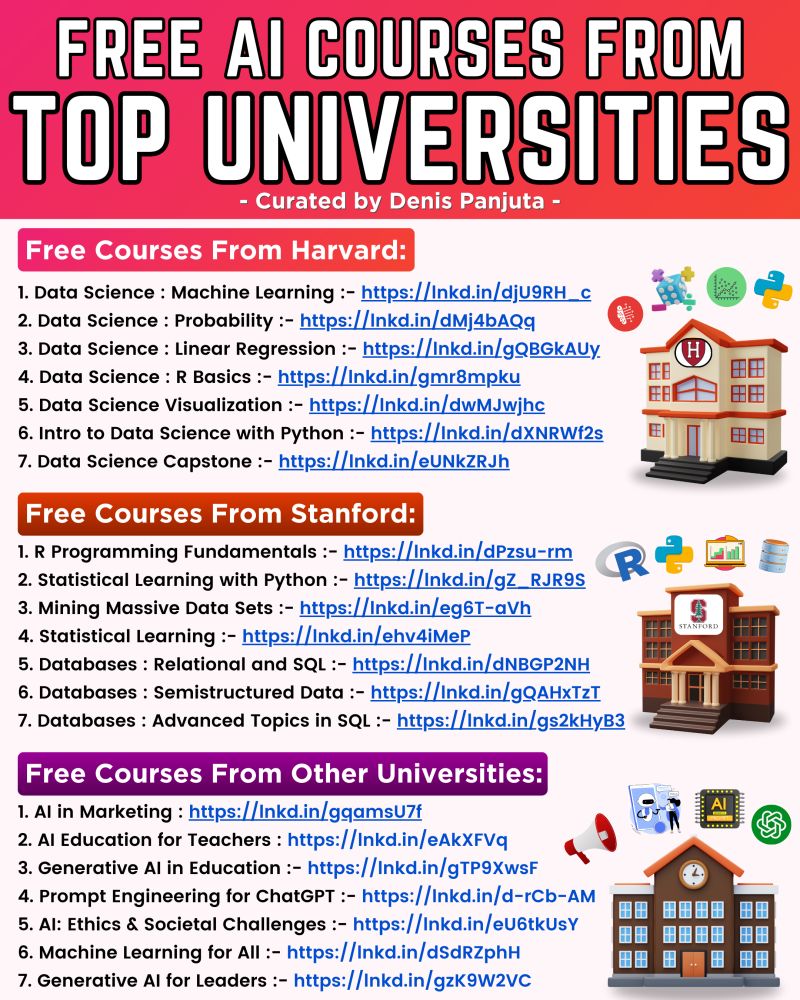 FREE AI COURSES FROM
TOP UNIVERSITIES
- Curated by Denis Panjuta -
Free Courses From Harvard:
1. Data Science : Machine Learning :- https://lnkd.in/djU9RH_c
2. Data Science : Probability :- https://lnkd.in/dMj4bAQq
3. Data Science : Linear Regression :- https://lnkd.in/gQBGkAUy
4. Data Science : R Basics :- https://lnkd.in/gmr8mpku
5. Data Science Visualization :- https://lnkd.in/dwMJwjhc
6. Intro to Data Science with Python :- https://lnkd.in/dXNRWf2s
7. Data Science Capstone :- https://lnkd.in/eUNkZRJh
H
Free Courses From Stanford:
1. R Programming Fundamentals :- https://lnkd.in/dPzsu-rm
2. Statistical Learning with Python :- https://lnkd.in/gZ_RJR9S
3. Mining Massive Data Sets :- https://lnkd.in/eg6T-aVh
4. Statistical Learning :- https://lnkd.in/ehv4iMeP
5. Databases : Relational and SQL :- https://lnkd.in/dNBGP2NH
6. Databases : Semistructured Data :- https://lnkd.in/gQAHxTzT
7. Databases : Advanced Topics in SQL :- https://lnkd.in/gs2kHyB3
R
S
STANFORD
Free Courses From Other Universities:
1. AI in Marketing : https://lnkd.in/gqamsU7f
2. AI Education for Teachers : https://lnkd.in/eAkXFVq
3. Generative AI in Education :- https://lnkd.in/gTP9XwsF
4. Prompt Engineering for ChatGPT :- https://lnkd.in/d-rCb-AM
5. AI: Ethics & Societal Challenges :- https://lnkd.in/eU6tkUsY
6. Machine Learning for All :- https://lnkd.in/dSdRZphH
7. Generative AI for Leaders :- https://lnkd.in/gzK9W2VC
AI